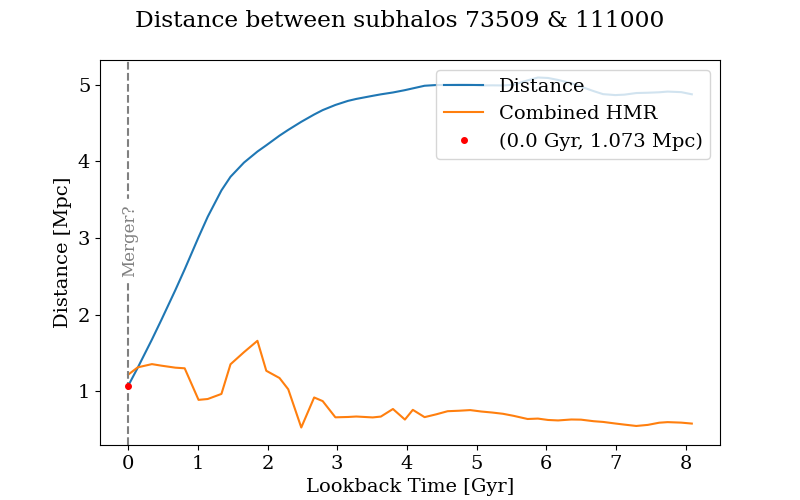 Distance between subhalos 73509 & 111000
Distance [Mpc]
5
4
3
2
1
Merger?
Distance
Combined HMR
(0.0 Gyr, 1.073 Mpc)
0 1 2 3 4 5 6 7 8
Lookback Time [Gyr]